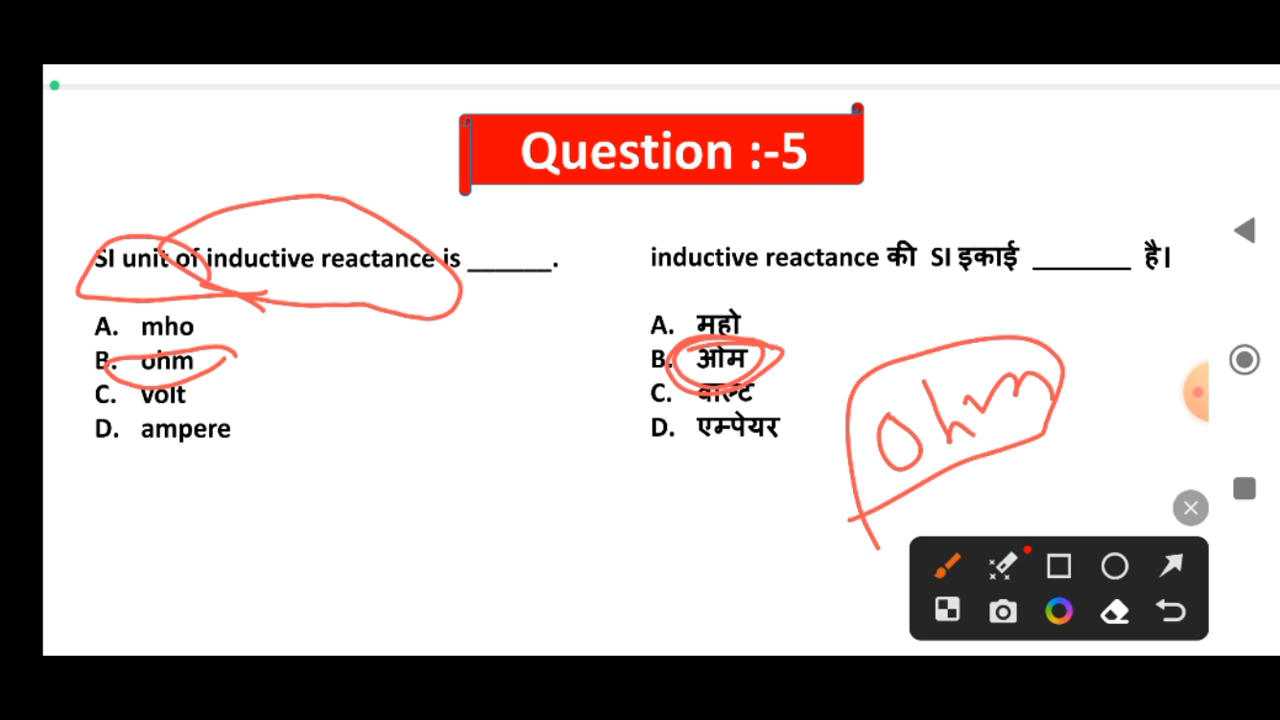 Question :-5
SI unit of inductive reactance is ______.
A. mho
B. ohm
C. volt
D. ampere
inductive reactance की SI इकाई _______ है।
A. महो
B. ओम
C. वोल्ट
D. एम्पेयर
Ohm